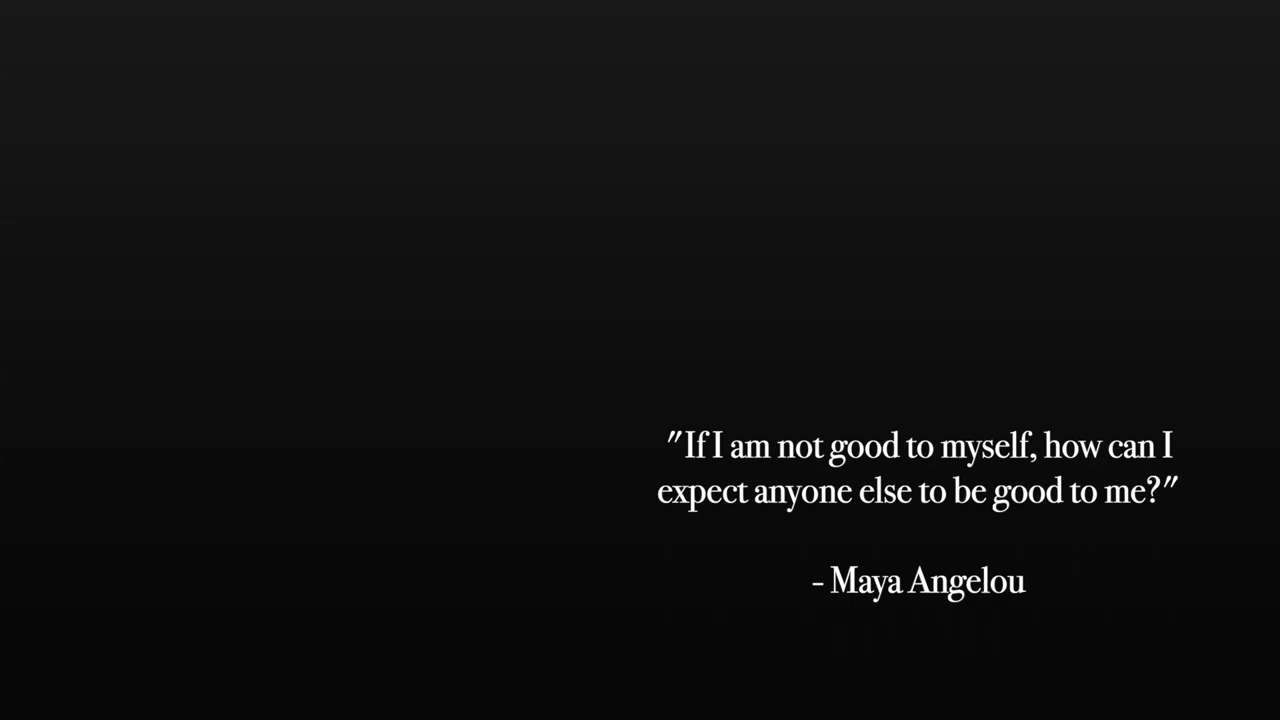 "If I am not good to myself, how can I
expect anyone else to be good to me?"
- Maya Angelou